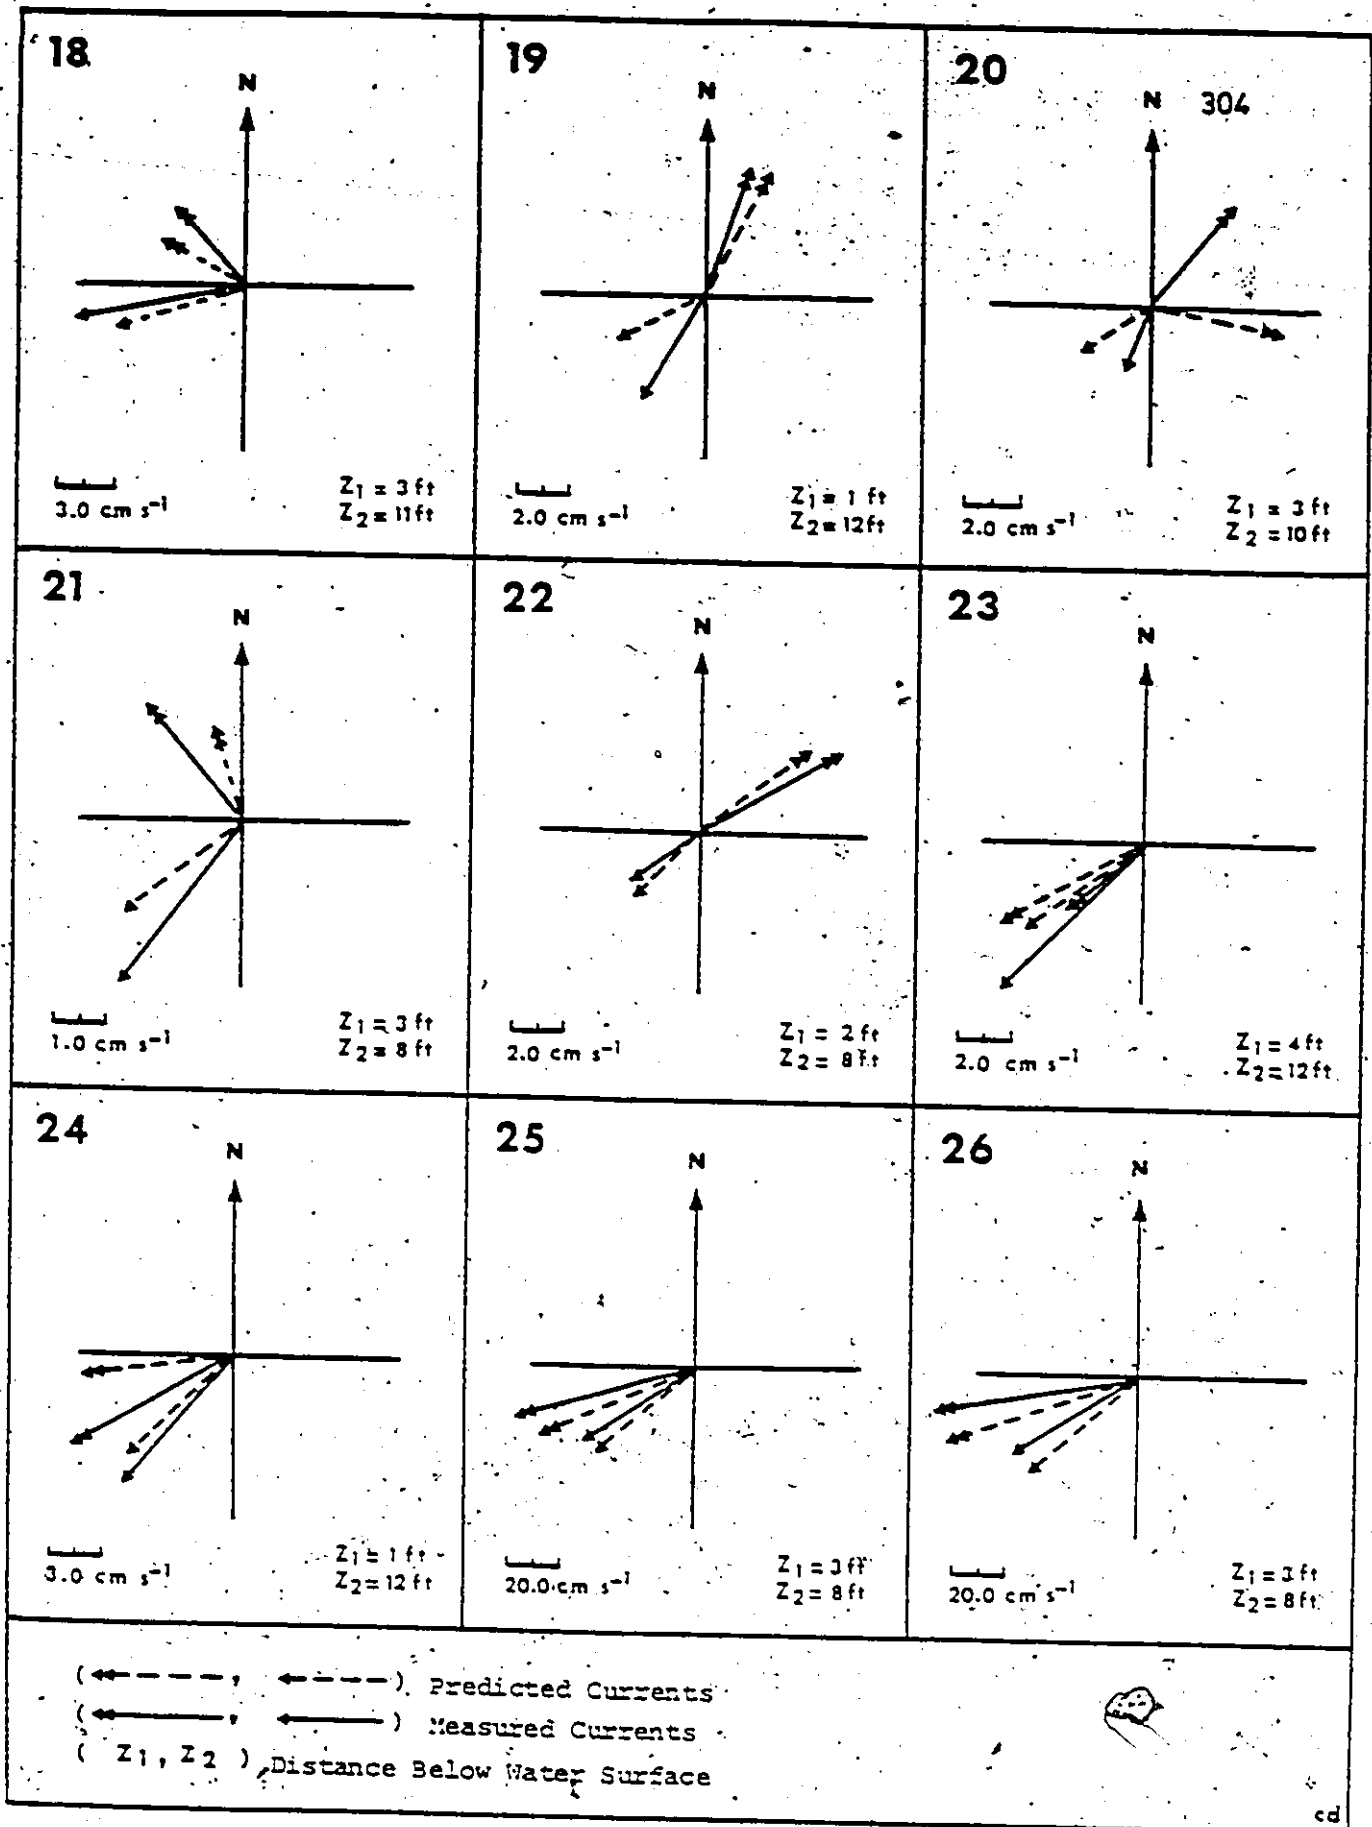 18
N
3.0 cm s⁻¹
Z₁ = 3 ft
Z₂ = 11 ft
19
N
2.0 cm s⁻¹
Z₁ = 1 ft
Z₂ = 12 ft
20
N 304
2.0 cm s⁻¹
Z₁ = 3 ft
Z₂ = 10 ft
21
N
1.0 cm s⁻¹
Z₁ = 3 ft
Z₂ = 8 ft
22
N
2.0 cm s⁻¹
Z₁ = 2 ft
Z₂ = 8 ft
23
N
2.0 cm s⁻¹
Z₁ = 4 ft
Z₂ = 12 ft
24
N
3.0 cm s⁻¹
Z₁ = 1 ft
Z₂ = 12 ft
25
N
20.0 cm s⁻¹
Z₁ = 3 ft
Z₂ = 8 ft
26
N
20.0 cm s⁻¹
Z₁ = 3 ft
Z₂ = 8 ft
( , ) Predicted Currents
( , ) Measured Currents
( Z₁ , Z₂ ) Distance Below Water Surface
cd